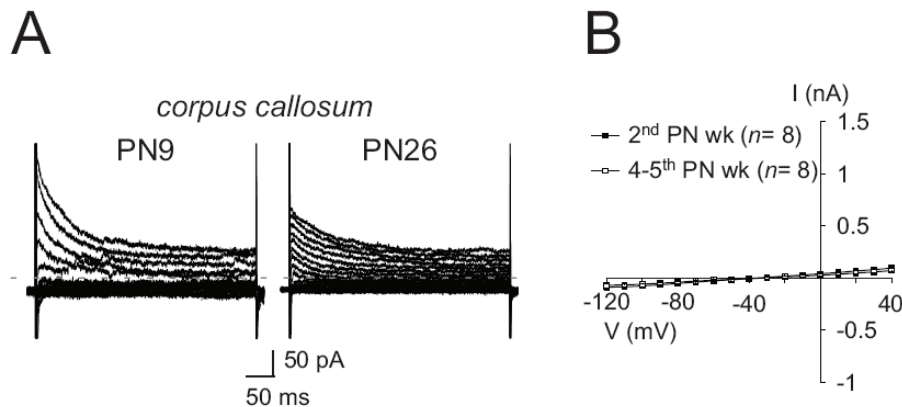 A
corpus callosum
PN9
PN26
50 pA
50 ms
B
I (nA)
2nd PN wk (n= 8)
4-5th PN wk (n= 8)
1.5
1
0.5
-120
-80
-40
40
V (mV)
-0.5
-1